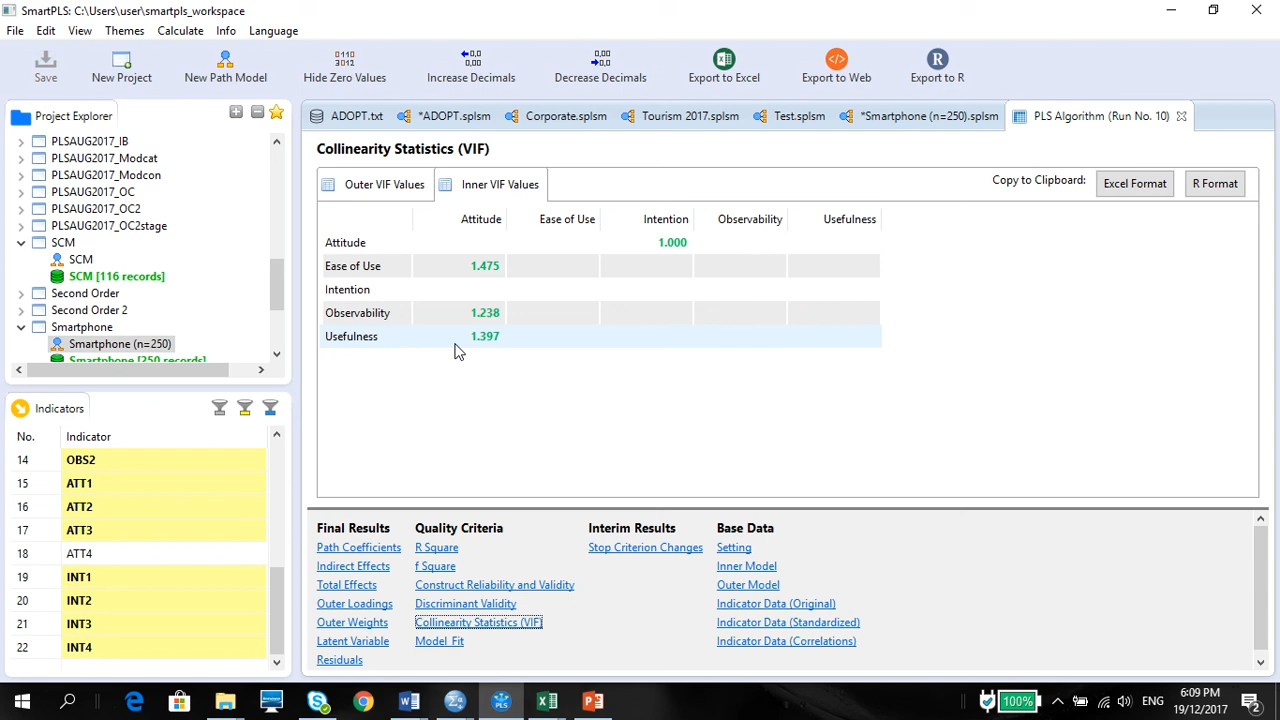 SmartPLS: C:\Users\user\smartpls_workspace
File Edit View Themes Calculate Info Language
Save New Project New Path Model Hide Zero Values Increase Decimals Decrease Decimals Export to Excel Export to Web Export to R
Project Explorer
PLSAUG2017_IB
PLSAUG2017_Modcat
PLSAUG2017_Modcon
PLSAUG2017_OC
PLSAUG2017_OC2
PLSAUG2017_OC2stage
SCM
SCM
SCM [116 records]
Second Order
Second Order 2
Smartphone
Smartphone (n=250)
Smartphone [250 records]
Indicators
No. Indicator
14 OBS2
15 ATT1
16 ATT2
17 ATT3
18 ATT4
19 INT1
20 INT2
21 INT3
22 INT4
ADOPT.txt *ADOPT.splsm Corporate.splsm Tourism 2017.splsm Test.splsm *Smartphone (n=250).splsm PLS Algorithm (Run No. 10)
Collinearity Statistics (VIF)
Outer VIF Values Inner VIF Values Copy to Clipboard: Excel Format R Format
Attitude Ease of Use Intention Observability Usefulness
Attitude 1.000
Ease of Use 1.475
Intention
Observability 1.238
Usefulness 1.397
Final Results Quality Criteria Interim Results Base Data
Path Coefficients R Square Stop Criterion Changes Setting
Indirect Effects f Square Inner Model
Total Effects Construct Reliability and Validity Outer Model
Outer Loadings Discriminant Validity Indicator Data (Original)
Outer Weights Collinearity Statistics (VIF) Indicator Data (Standardized)
Latent Variable Model_Fit Indicator Data (Correlations)
Residuals
100% ENG 6:09 PM
19/12/2017